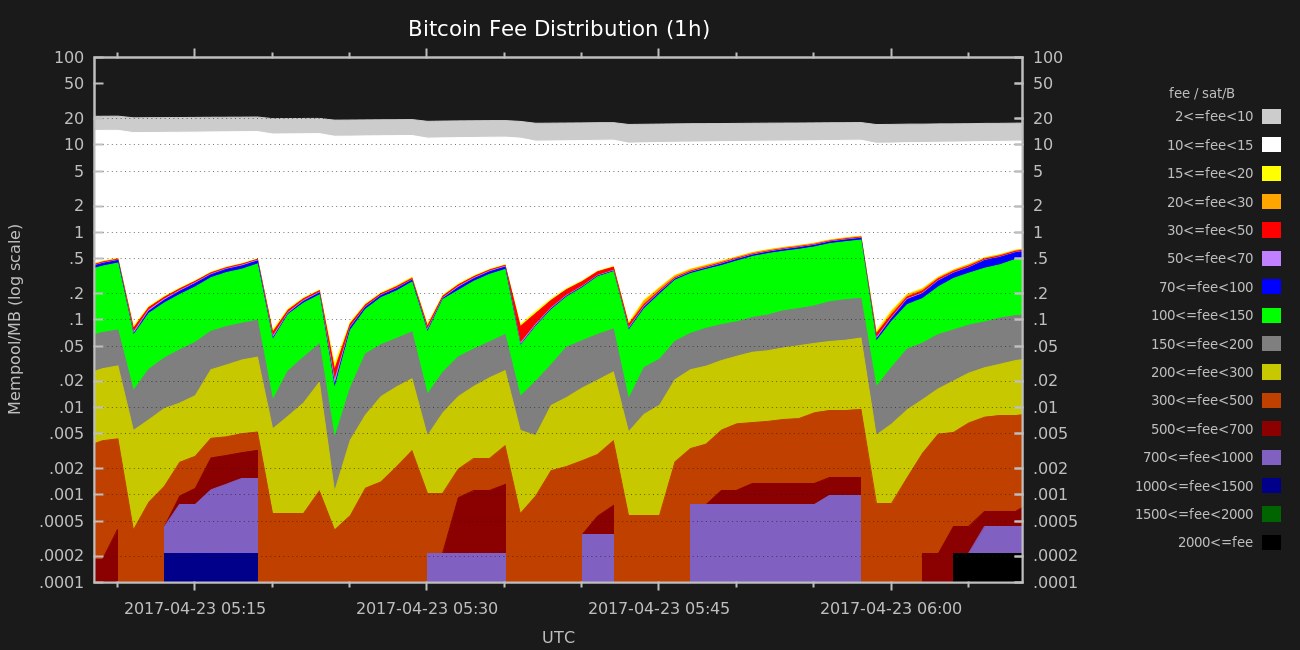 Bitcoin Fee Distribution (1h)
Mempool/MB (log scale)
100
50
20
10
5
2
1
.5
.2
.1
.05
.02
.01
.005
.002
.001
.0005
.0002
.0001
100
50
20
10
5
2
1
.5
.2
.1
.05
.02
.01
.005
.002
.001
.0005
.0002
.0001
2017-04-23 05:15
2017-04-23 05:30
2017-04-23 05:45
2017-04-23 06:00
UTC
fee / sat/B
2<=fee<10
10<=fee<15
15<=fee<20
20<=fee<30
30<=fee<50
50<=fee<70
70<=fee<100
100<=fee<150
150<=fee<200
200<=fee<300
300<=fee<500
500<=fee<700
700<=fee<1000
1000<=fee<1500
1500<=fee<2000
2000<=fee